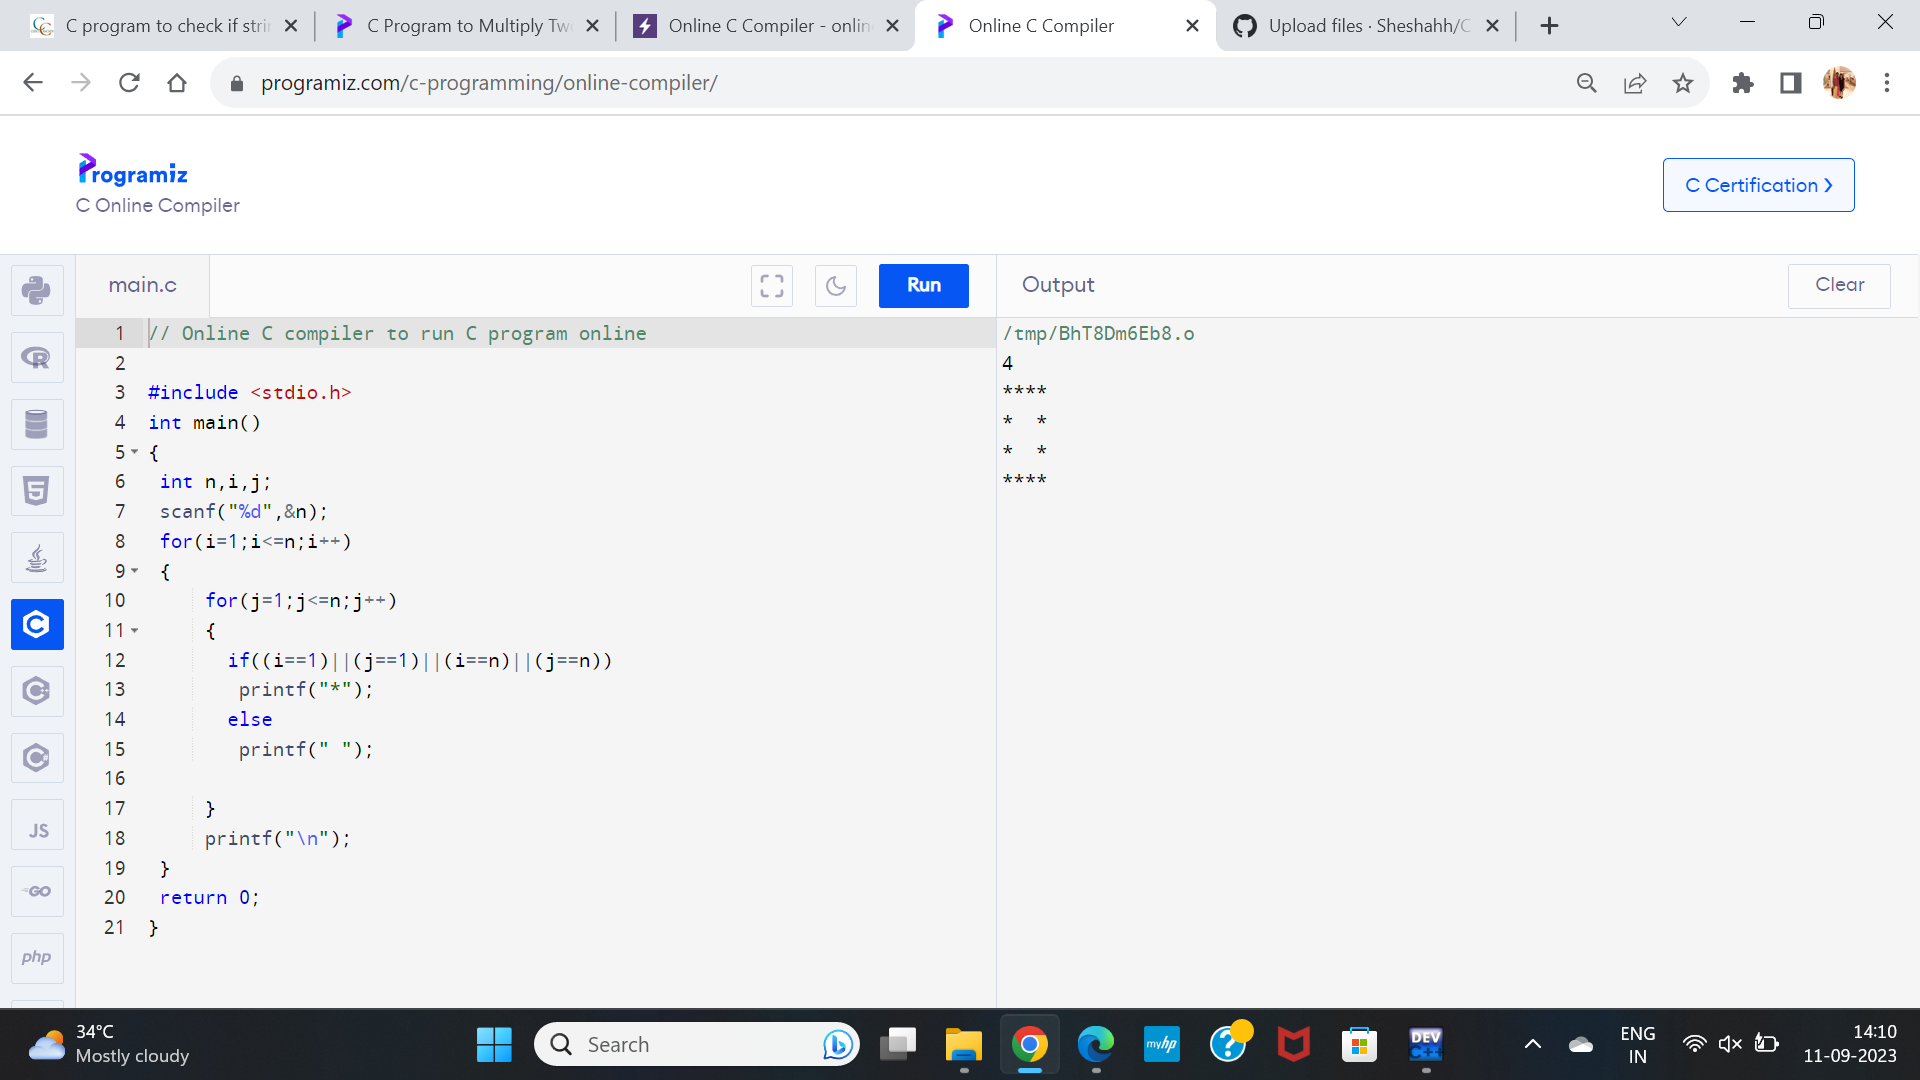 C program to check if stri
C Program to Multiply Tw
Online C Compiler - onlin
Online C Compiler
Upload files · Sheshahh/C
programiz.com/c-programming/online-compiler/
Programiz
C Online Compiler
C Certification ❯
main.c
Run
Output
Clear
1 // Online C compiler to run C program online
2
3 #include <stdio.h>
4 int main()
5 {
6 int n,i,j;
7 scanf("%d",&n);
8 for(i=1;i<=n;i++)
9 {
10 for(j=1;j<=n;j++)
11 {
12 if((i==1)||(j==1)||(i==n)||(j==n))
13 printf("*");
14 else
15 printf(" ");
16
17 }
18 printf("\n");
19 }
20 return 0;
21 }
/tmp/BhT8Dm6Eb8.o
4
****
*  *
*  *
****
R
5
C
JS
GO
php
34°C
Mostly cloudy
Search
myhp
DEV
C++
ENG
IN
14:10
11-09-2023